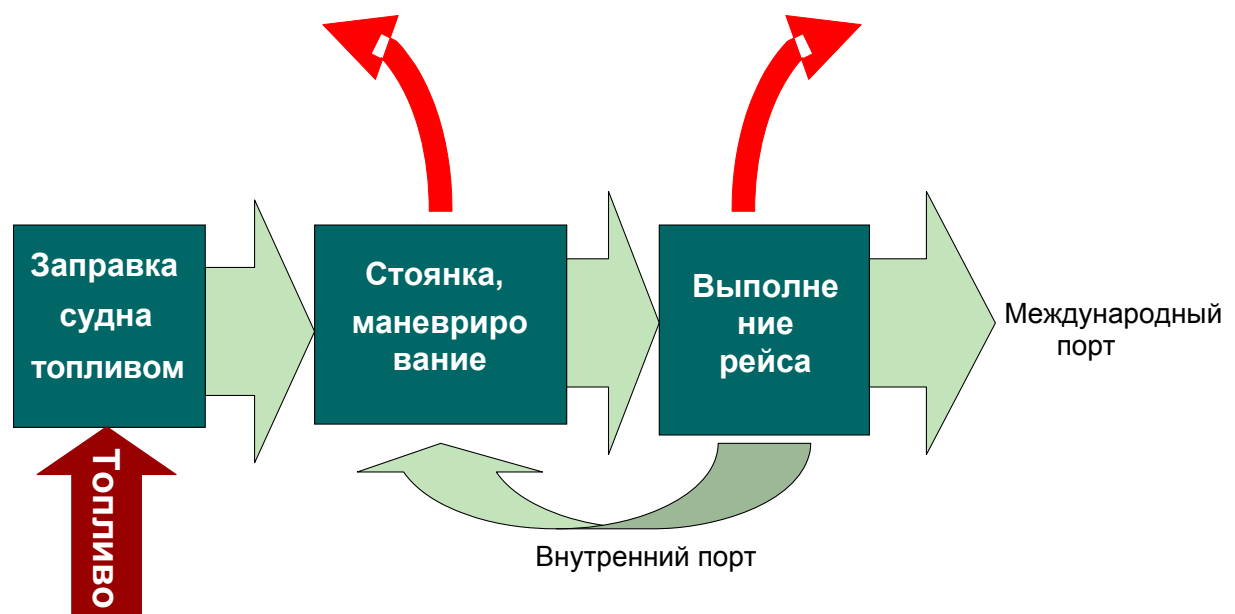 Заправка
судна
топливом
Стоянка,
маневриро
вание
Выполне
ние
рейса
Международный
порт
Топливо
Внутренний порт